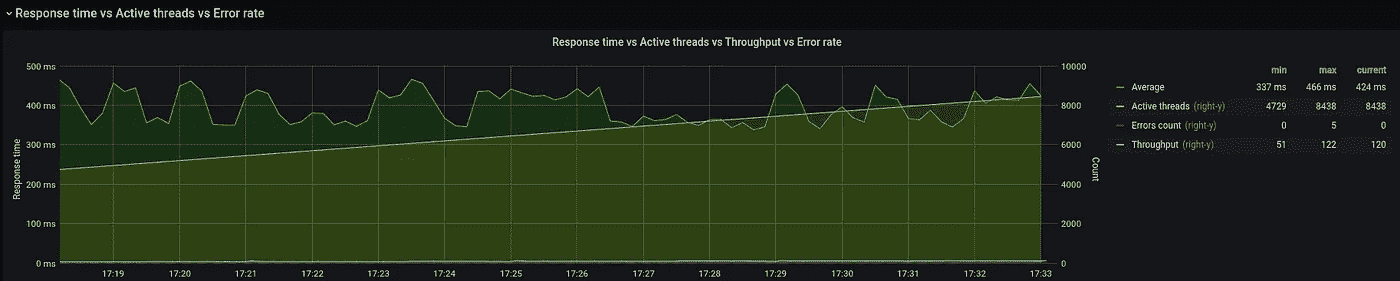 Response time vs Active threads vs Error rate
Response time vs Active threads vs Throughput vs Error rate
500 ms
400 ms
300 ms
200 ms
100 ms
0 ms
Response time
10000
8000
6000
4000
2000
0
Count
17:19 17:20 17:21 17:22 17:23 17:24 17:25 17:26 17:27 17:28 17:29 17:30 17:31 17:32 17:33
min max current
Average 337 ms 466 ms 424 ms
Active threads (right-y) 4729 8438 8438
Errors count (right-y) 0 5 0
Throughput (right-y) 51 122 120